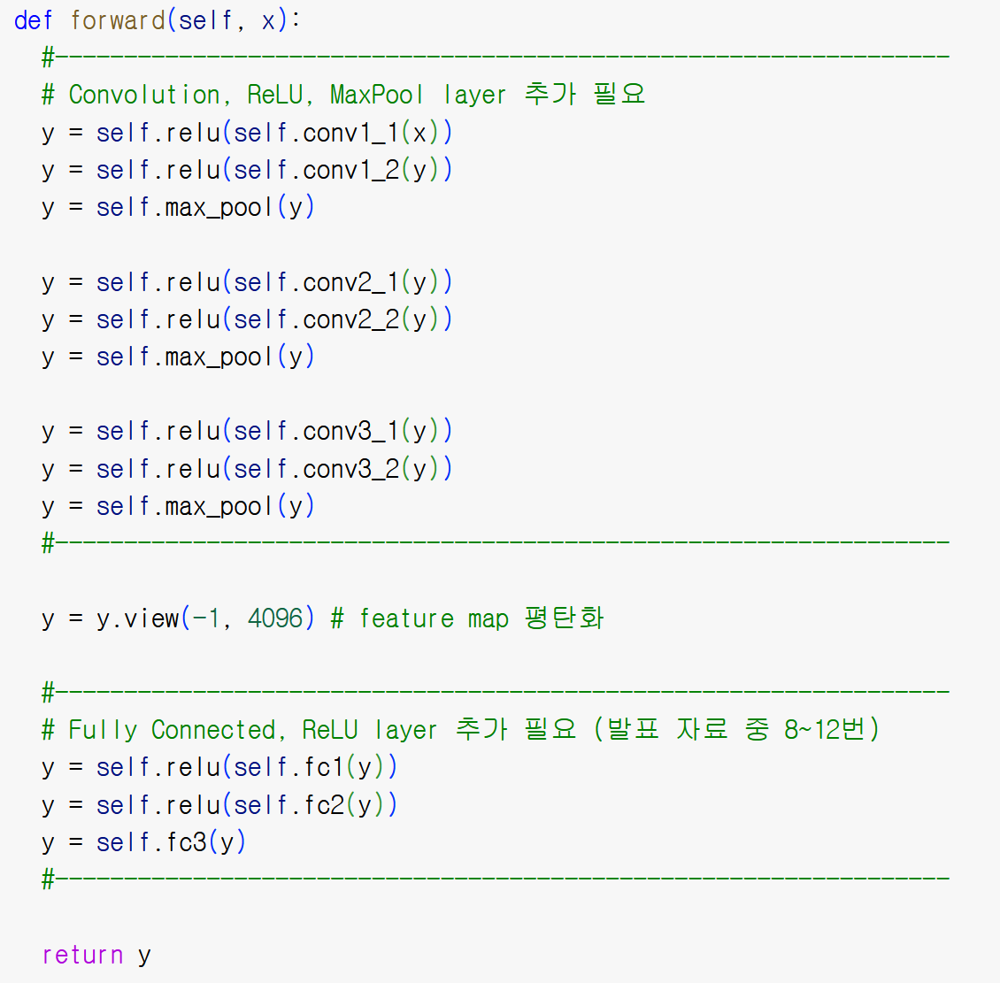 def forward(self, x):
  #-----------------------------------------------------------------
  # Convolution, ReLU, MaxPool layer 추가 필요
  y = self.relu(self.conv1_1(x))
  y = self.relu(self.conv1_2(y))
  y = self.max_pool(y)

  y = self.relu(self.conv2_1(y))
  y = self.relu(self.conv2_2(y))
  y = self.max_pool(y)

  y = self.relu(self.conv3_1(y))
  y = self.relu(self.conv3_2(y))
  y = self.max_pool(y)
  #-----------------------------------------------------------------

  y = y.view(-1, 4096) # feature map 평탄화

  #-----------------------------------------------------------------
  # Fully Connected, ReLU layer 추가 필요 (발표 자료 중 8~12번)
  y = self.relu(self.fc1(y))
  y = self.relu(self.fc2(y))
  y = self.fc3(y)
  #-----------------------------------------------------------------

  return y